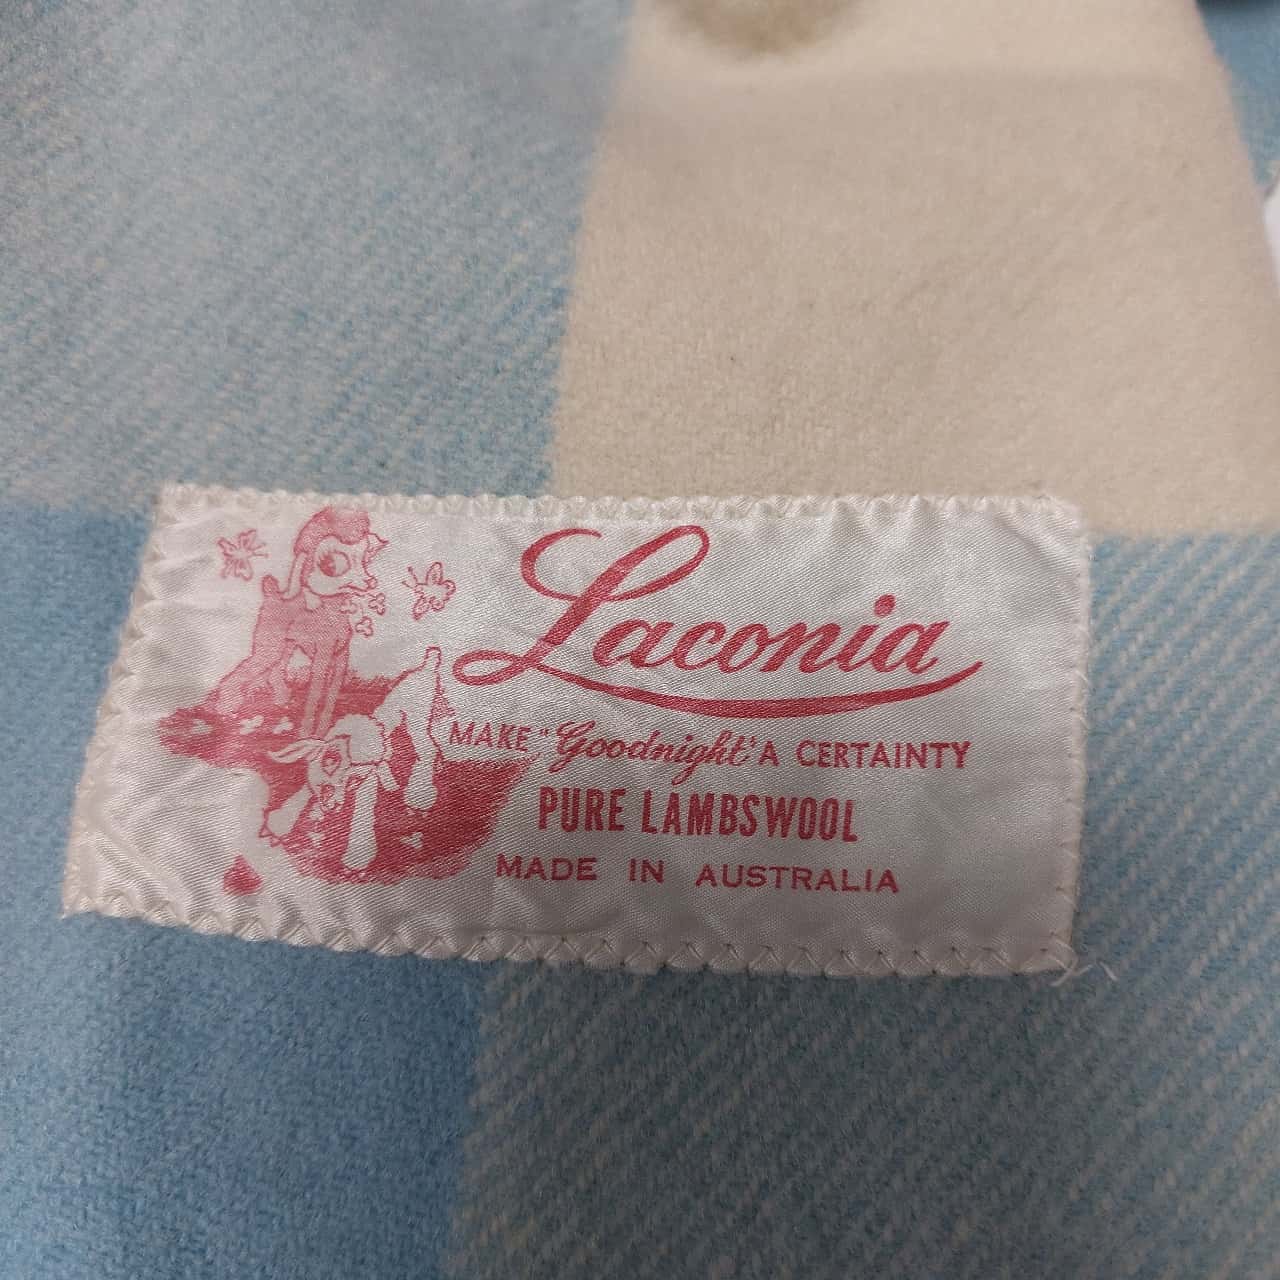 Laconia
MAKE "Goodnight" A CERTAINTY
PURE LAMBSWOOL
MADE IN AUSTRALIA